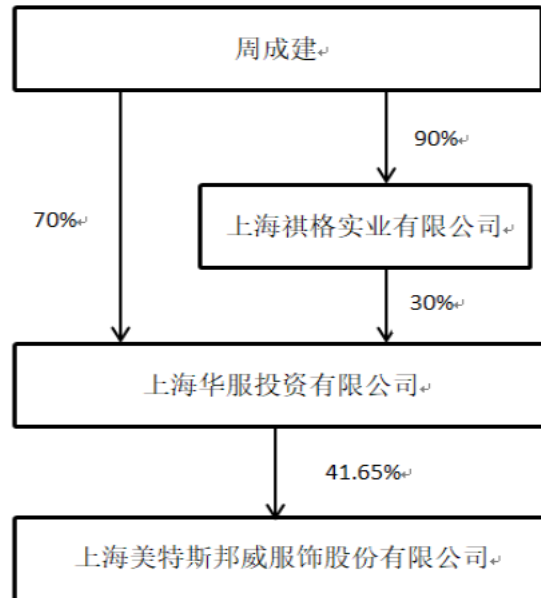 周成建
90%
70%
上海祺格实业有限公司
30%
上海华服投资有限公司
41.65%
上海美特斯邦威服饰股份有限公司